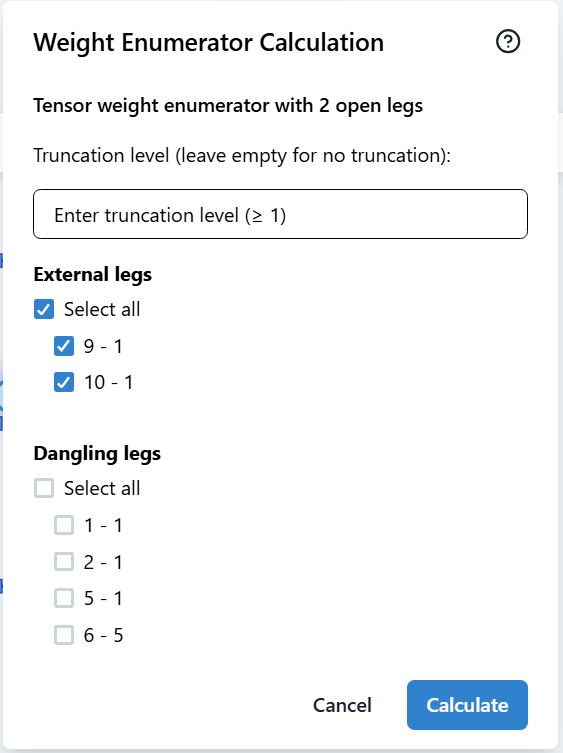 Weight Enumerator Calculation
Tensor weight enumerator with 2 open legs
Truncation level (leave empty for no truncation):
Enter truncation level (≥ 1)
External legs
Select all
9 - 1
10 - 1
Dangling legs
Select all
1 - 1
2 - 1
5 - 1
6 - 5
Cancel
Calculate